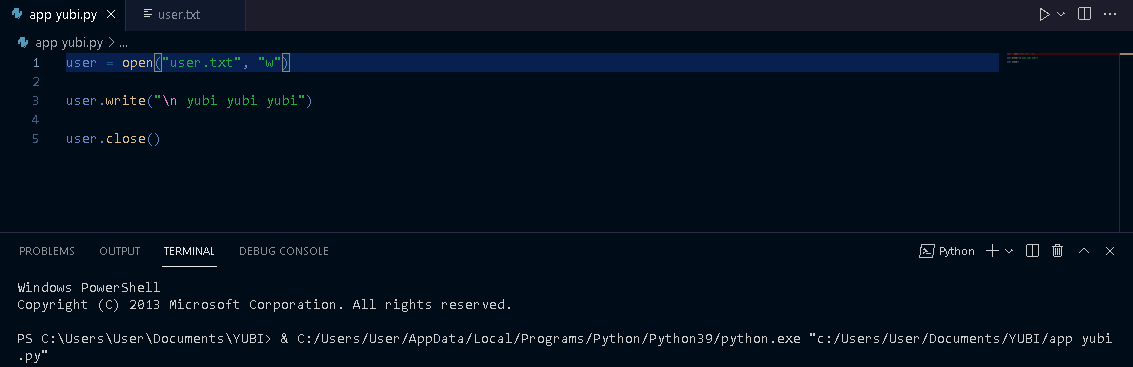 app yubi.py
user.txt
app yubi.py > ...
1 user = open("user.txt", "w")
2
3 user.write("\n yubi yubi yubi")
4
5 user.close()
PROBLEMS OUTPUT TERMINAL DEBUG CONSOLE
Python
Windows PowerShell
Copyright (C) 2013 Microsoft Corporation. All rights reserved.
PS C:\Users\User\Documents\YUBI> & C:/Users/User/AppData/Local/Programs/Python/Python39/python.exe "c:/Users/User/Documents/YUBI/app yubi
.py"